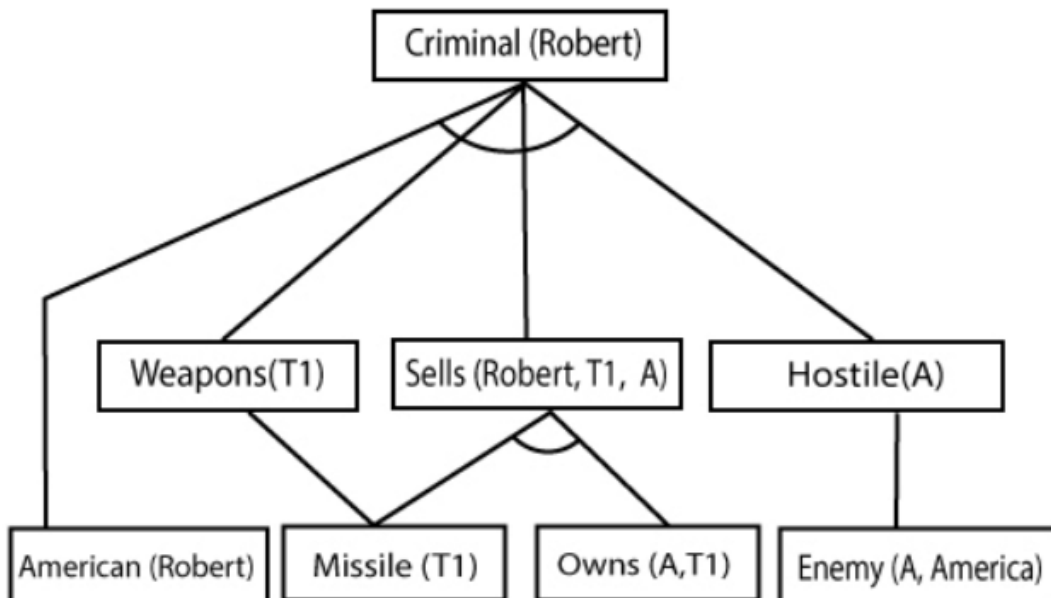 Criminal (Robert)
Weapons(T1)
Sells (Robert, T1, A)
Hostile(A)
American (Robert)
Missile (T1)
Owns (A,T1)
Enemy (A, America)